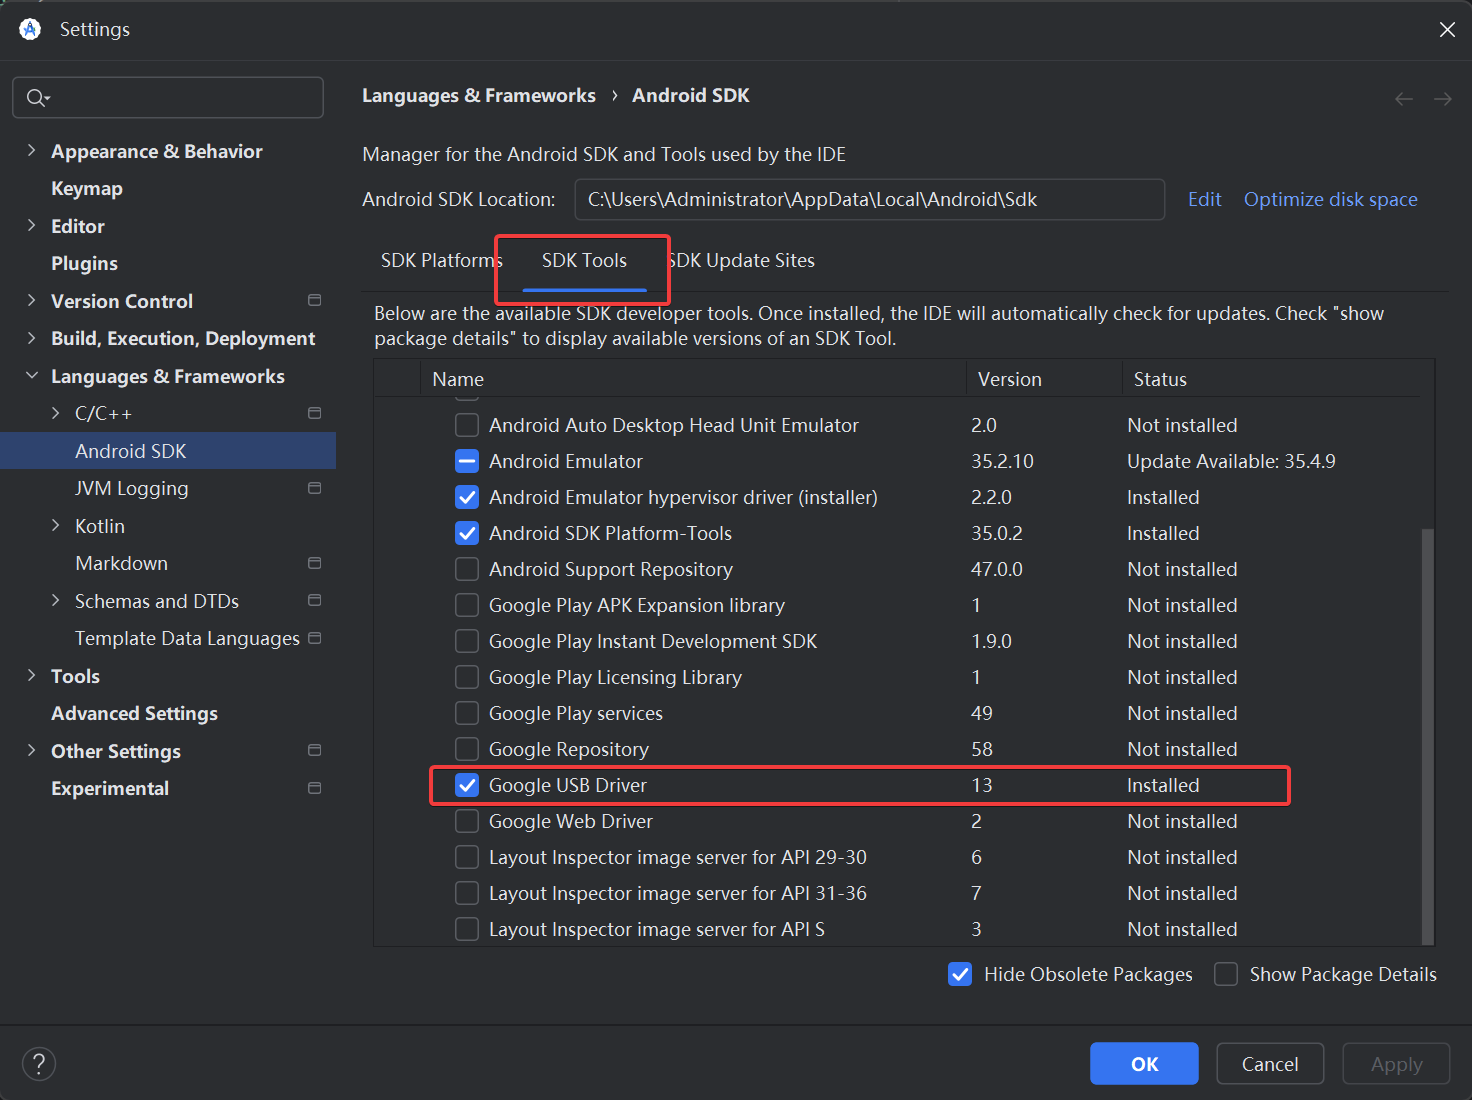 Settings
Appearance & Behavior
Keymap
Editor
Plugins
Version Control
Build, Execution, Deployment
Languages & Frameworks
C/C++
Android SDK
JVM Logging
Kotlin
Markdown
Schemas and DTDs
Template Data Languages
Tools
Advanced Settings
Other Settings
Experimental
Languages & Frameworks › Android SDK
Manager for the Android SDK and Tools used by the IDE
Android SDK Location: C:\Users\Administrator\AppData\Local\Android\Sdk Edit Optimize disk space
SDK Platforms SDK Tools SDK Update Sites
Below are the available SDK developer tools. Once installed, the IDE will automatically check for updates. Check "show
package details" to display available versions of an SDK Tool.
Name Version Status
Android Auto Desktop Head Unit Emulator 2.0 Not installed
Android Emulator 35.2.10 Update Available: 35.4.9
Android Emulator hypervisor driver (installer) 2.2.0 Installed
Android SDK Platform-Tools 35.0.2 Installed
Android Support Repository 47.0.0 Not installed
Google Play APK Expansion library 1 Not installed
Google Play Instant Development SDK 1.9.0 Not installed
Google Play Licensing Library 1 Not installed
Google Play services 49 Not installed
Google Repository 58 Not installed
Google USB Driver 13 Installed
Google Web Driver 2 Not installed
Layout Inspector image server for API 29-30 6 Not installed
Layout Inspector image server for API 31-36 7 Not installed
Layout Inspector image server for API S 3 Not installed
Hide Obsolete Packages Show Package Details
? OK Cancel Apply